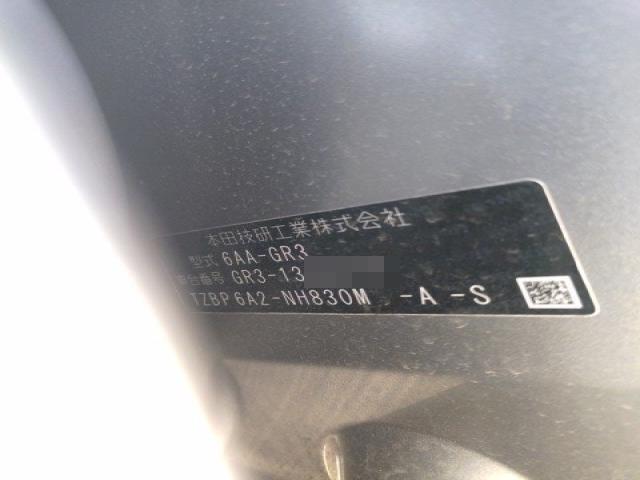 本田技研工業株式会社
型式 6AA-GR3
車台番号 GR3-13
TZBP 6A2-NH830M -A -S